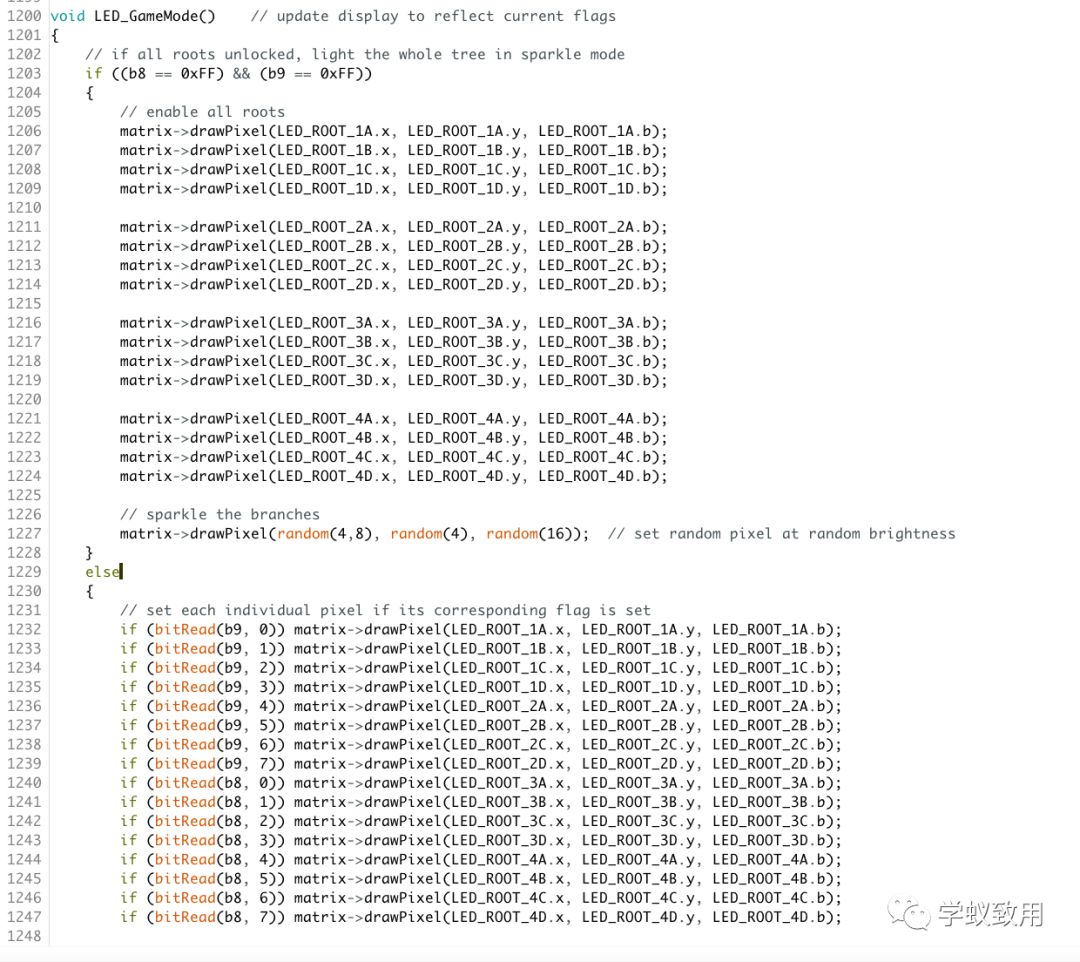 1200 void LED_GameMode()    // update display to reflect current flags
1201 {
1202     // if all roots unlocked, light the whole tree in sparkle mode
1203     if ((b8 == 0xFF) && (b9 == 0xFF))
1204     {
1205         // enable all roots
1206         matrix->drawPixel(LED_ROOT_1A.x, LED_ROOT_1A.y, LED_ROOT_1A.b);
1207         matrix->drawPixel(LED_ROOT_1B.x, LED_ROOT_1B.y, LED_ROOT_1B.b);
1208         matrix->drawPixel(LED_ROOT_1C.x, LED_ROOT_1C.y, LED_ROOT_1C.b);
1209         matrix->drawPixel(LED_ROOT_1D.x, LED_ROOT_1D.y, LED_ROOT_1D.b);
1210
1211         matrix->drawPixel(LED_ROOT_2A.x, LED_ROOT_2A.y, LED_ROOT_2A.b);
1212         matrix->drawPixel(LED_ROOT_2B.x, LED_ROOT_2B.y, LED_ROOT_2B.b);
1213         matrix->drawPixel(LED_ROOT_2C.x, LED_ROOT_2C.y, LED_ROOT_2C.b);
1214         matrix->drawPixel(LED_ROOT_2D.x, LED_ROOT_2D.y, LED_ROOT_2D.b);
1215
1216         matrix->drawPixel(LED_ROOT_3A.x, LED_ROOT_3A.y, LED_ROOT_3A.b);
1217         matrix->drawPixel(LED_ROOT_3B.x, LED_ROOT_3B.y, LED_ROOT_3B.b);
1218         matrix->drawPixel(LED_ROOT_3C.x, LED_ROOT_3C.y, LED_ROOT_3C.b);
1219         matrix->drawPixel(LED_ROOT_3D.x, LED_ROOT_3D.y, LED_ROOT_3D.b);
1220
1221         matrix->drawPixel(LED_ROOT_4A.x, LED_ROOT_4A.y, LED_ROOT_4A.b);
1222         matrix->drawPixel(LED_ROOT_4B.x, LED_ROOT_4B.y, LED_ROOT_4B.b);
1223         matrix->drawPixel(LED_ROOT_4C.x, LED_ROOT_4C.y, LED_ROOT_4C.b);
1224         matrix->drawPixel(LED_ROOT_4D.x, LED_ROOT_4D.y, LED_ROOT_4D.b);
1225
1226         // sparkle the branches
1227         matrix->drawPixel(random(4,8), random(4), random(16));  // set random pixel at random brightness
1228     }
1229     else
1230     {
1231         // set each individual pixel if its corresponding flag is set
1232         if (bitRead(b9, 0)) matrix->drawPixel(LED_ROOT_1A.x, LED_ROOT_1A.y, LED_ROOT_1A.b);
1233         if (bitRead(b9, 1)) matrix->drawPixel(LED_ROOT_1B.x, LED_ROOT_1B.y, LED_ROOT_1B.b);
1234         if (bitRead(b9, 2)) matrix->drawPixel(LED_ROOT_1C.x, LED_ROOT_1C.y, LED_ROOT_1C.b);
1235         if (bitRead(b9, 3)) matrix->drawPixel(LED_ROOT_1D.x, LED_ROOT_1D.y, LED_ROOT_1D.b);
1236         if (bitRead(b9, 4)) matrix->drawPixel(LED_ROOT_2A.x, LED_ROOT_2A.y, LED_ROOT_2A.b);
1237         if (bitRead(b9, 5)) matrix->drawPixel(LED_ROOT_2B.x, LED_ROOT_2B.y, LED_ROOT_2B.b);
1238         if (bitRead(b9, 6)) matrix->drawPixel(LED_ROOT_2C.x, LED_ROOT_2C.y, LED_ROOT_2C.b);
1239         if (bitRead(b9, 7)) matrix->drawPixel(LED_ROOT_2D.x, LED_ROOT_2D.y, LED_ROOT_2D.b);
1240         if (bitRead(b8, 0)) matrix->drawPixel(LED_ROOT_3A.x, LED_ROOT_3A.y, LED_ROOT_3A.b);
1241         if (bitRead(b8, 1)) matrix->drawPixel(LED_ROOT_3B.x, LED_ROOT_3B.y, LED_ROOT_3B.b);
1242         if (bitRead(b8, 2)) matrix->drawPixel(LED_ROOT_3C.x, LED_ROOT_3C.y, LED_ROOT_3C.b);
1243         if (bitRead(b8, 3)) matrix->drawPixel(LED_ROOT_3D.x, LED_ROOT_3D.y, LED_ROOT_3D.b);
1244         if (bitRead(b8, 4)) matrix->drawPixel(LED_ROOT_4A.x, LED_ROOT_4A.y, LED_ROOT_4A.b);
1245         if (bitRead(b8, 5)) matrix->drawPixel(LED_ROOT_4B.x, LED_ROOT_4B.y, LED_ROOT_4B.b);
1246         if (bitRead(b8, 6)) matrix->drawPixel(LED_ROOT_4C.x, LED_ROOT_4C.y, LED_ROOT_4C.b);
1247         if (bitRead(b8, 7)) matrix->drawPixel(LED_ROOT_4D.x, LED_ROOT_4D.y, LED_ROOT_4D.b);
学蚁致用
1248